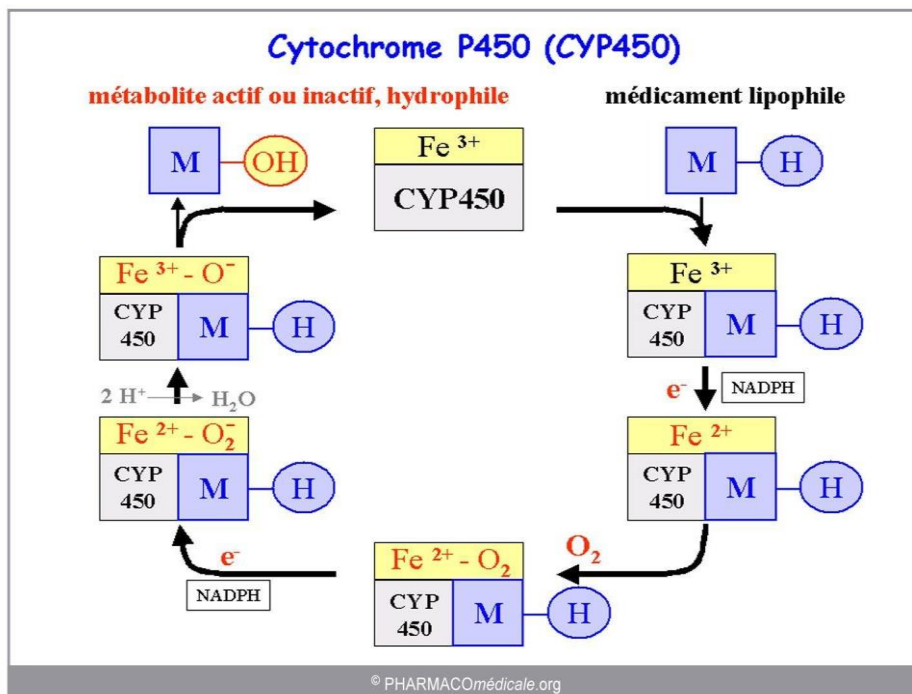 Cytochrome P450 (CYP450)
métabolite actif ou inactif, hydrophile
médicament lipophile
M
OH
Fe ³⁺
CYP450
M
H
Fe ³⁺ - O⁻
CYP
450
M
H
Fe ³⁺
CYP
450
M
H
2 H⁺
H₂O
e⁻
NADPH
Fe ²⁺ - O₂⁻
CYP
450
M
H
Fe ²⁺
CYP
450
M
H
e⁻
NADPH
O₂
Fe ²⁺ - O₂
CYP
450
M
H
© PHARMACOmédicale.org